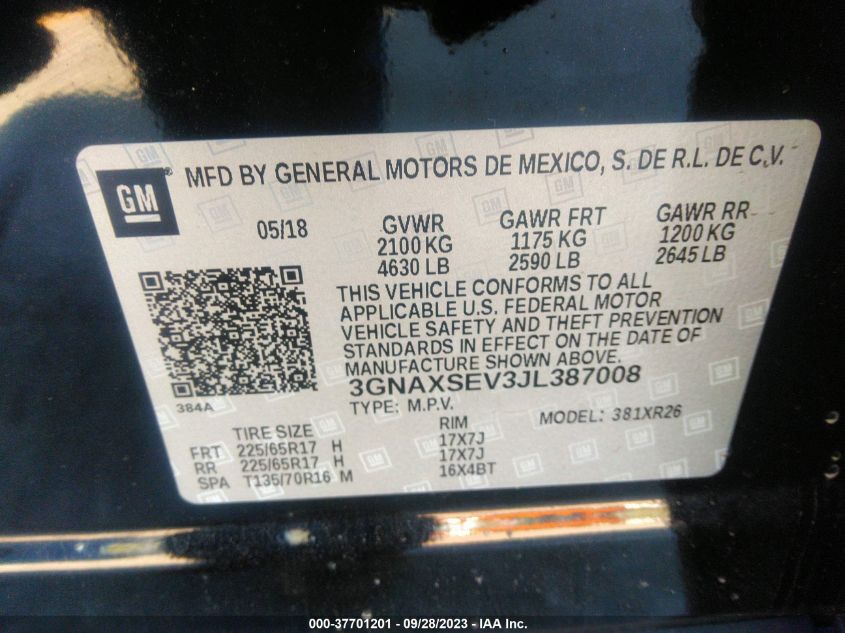 GM
MFD BY GENERAL MOTORS DE MEXICO, S. DE R.L. DE C.V.
05/18
GVWR
2100 KG
4630 LB
GAWR FRT
1175 KG
2590 LB
GAWR RR
1200 KG
2645 LB
THIS VEHICLE CONFORMS TO ALL
APPLICABLE U.S. FEDERAL MOTOR
VEHICLE SAFETY AND THEFT PREVENTION
STANDARDS IN EFFECT ON THE DATE OF
MANUFACTURE SHOWN ABOVE.
3GNAXSEV3JL387008
384A
TYPE: M.P.V.
MODEL: 381XR26
TIRE SIZE RIM
FRT 225/65R17 H 17X7J
RR 225/65R17 H 17X7J
SPA T135/70R16 M 16X4BT
000-37701201 - 09/28/2023 - IAA Inc.